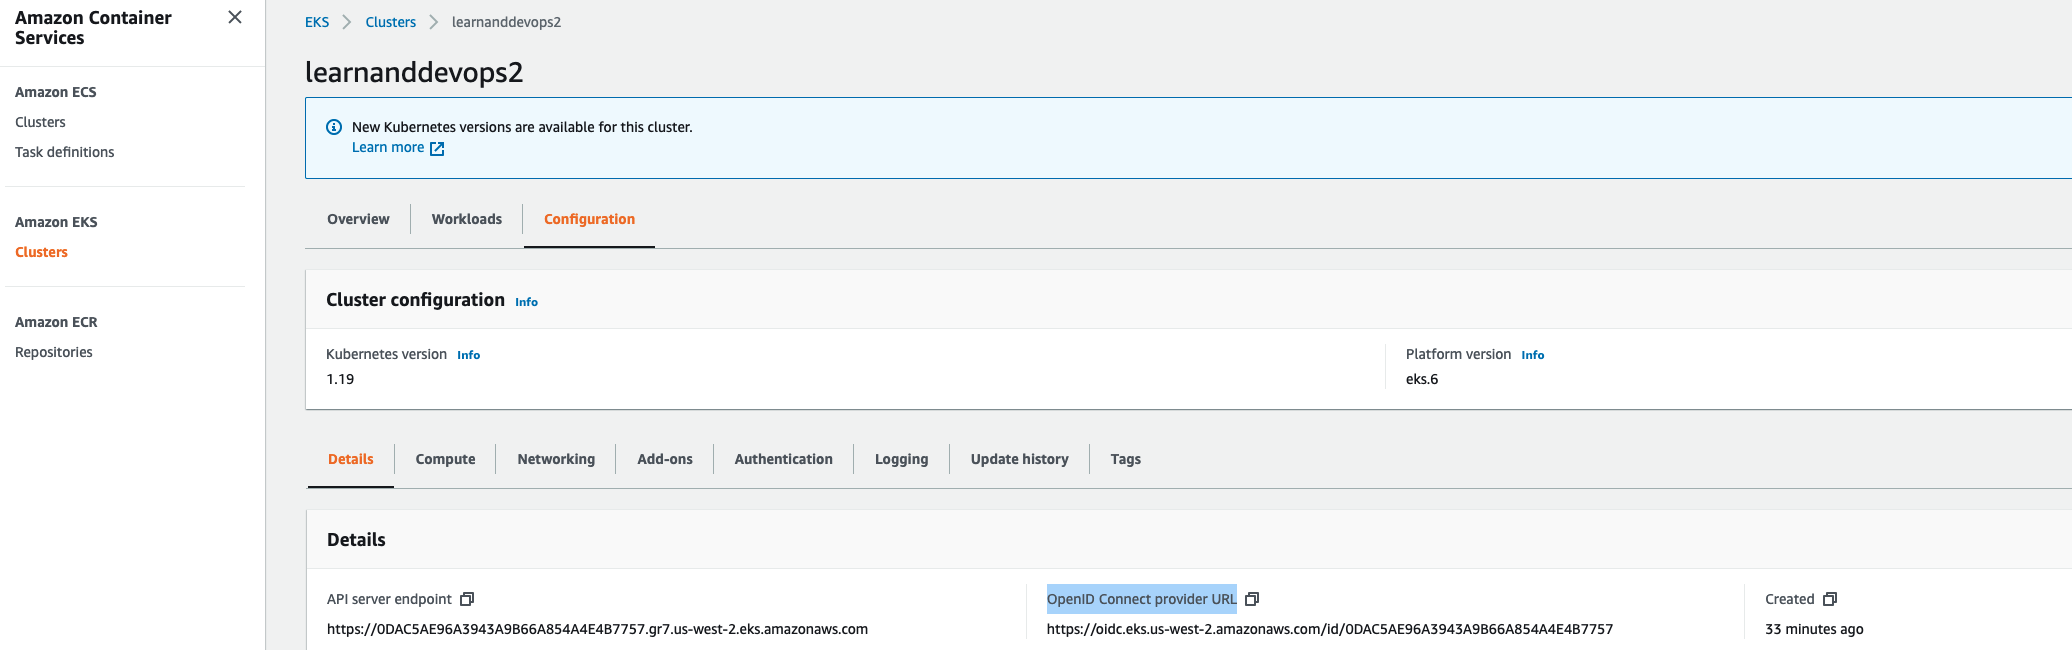 Amazon Container
Services
Amazon ECS
Clusters
Task definitions
Amazon EKS
Clusters
Amazon ECR
Repositories
EKS > Clusters > learnanddevops2
learnanddevops2
New Kubernetes versions are available for this cluster.
Learn more
Overview Workloads Configuration
Cluster configuration Info
Kubernetes version Info Platform version Info
1.19 eks.6
Details Compute Networking Add-ons Authentication Logging Update history Tags
Details
API server endpoint OpenID Connect provider URL Created
https://0DAC5AE96A3943A9B66A854A4E4B7757.gr7.us-west-2.eks.amazonaws.com https://oidc.eks.us-west-2.amazonaws.com/id/0DAC5AE96A3943A9B66A854A4E4B7757 33 minutes ago